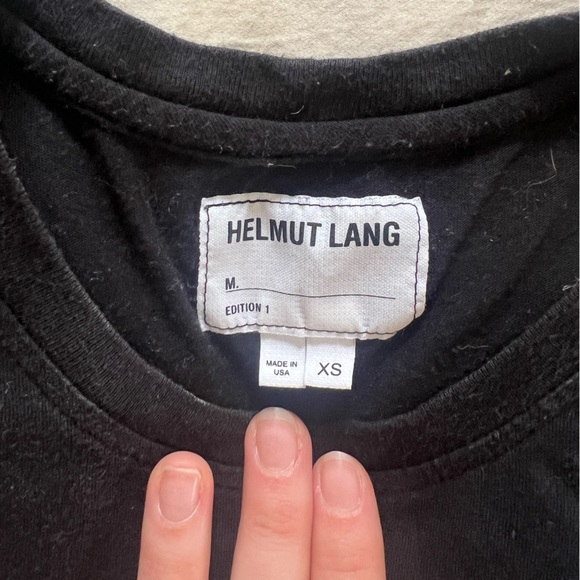 HELMUT LANG
M.
EDITION 1
MADE IN
USA
XS